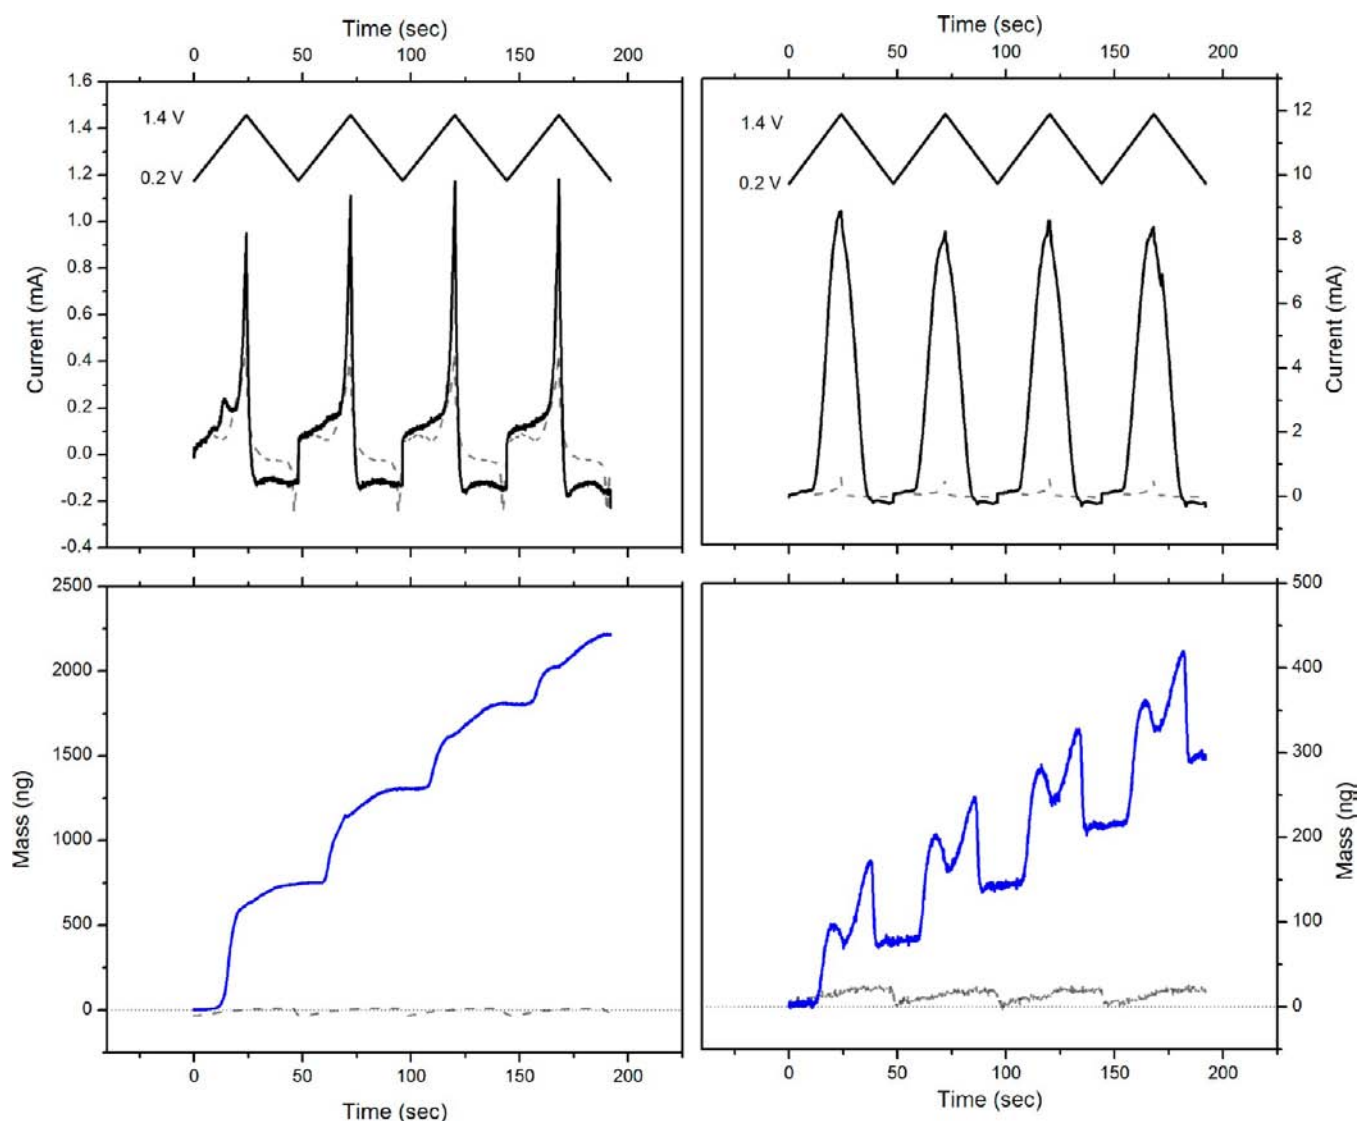 Time (sec)
0 50 100 150 200
1.6
1.4
1.2
1.0
0.8
0.6
0.4
0.2
0.0
-0.2
-0.4
Current (mA)
1.4 V
0.2 V
Time (sec)
0 50 100 150 200
12
10
8
6
4
2
0
Current (mA)
1.4 V
0.2 V
2500
2000
1500
1000
500
0
Mass (ng)
0 50 100 150 200
Time (sec)
500
400
300
200
100
0
Mass (ng)
0 50 100 150 200
Time (sec)